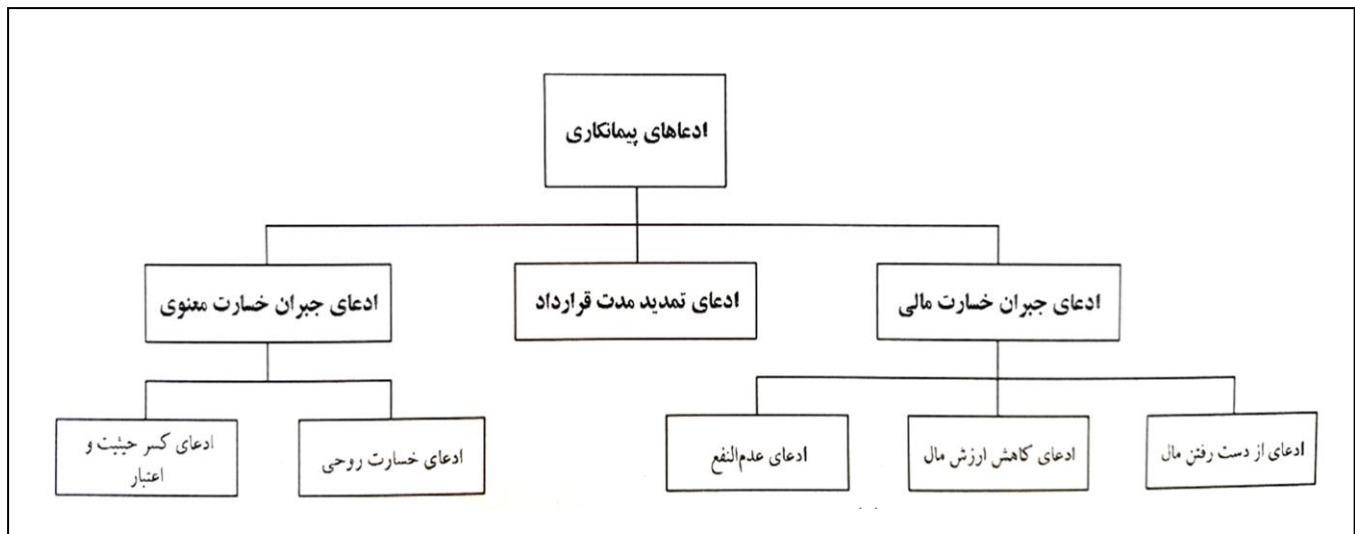 ادعاهای پیمانکاری
ادعای جبران خسارت مالی
ادعای تمدید مدت قرارداد
ادعای جبران خسارت معنوی
ادعای از دست رفتن مال
ادعای کاهش ارزش مال
ادعای عدم‌النفع
ادعای خسارت روحی
ادعای کسر حیثیت و
اعتبار